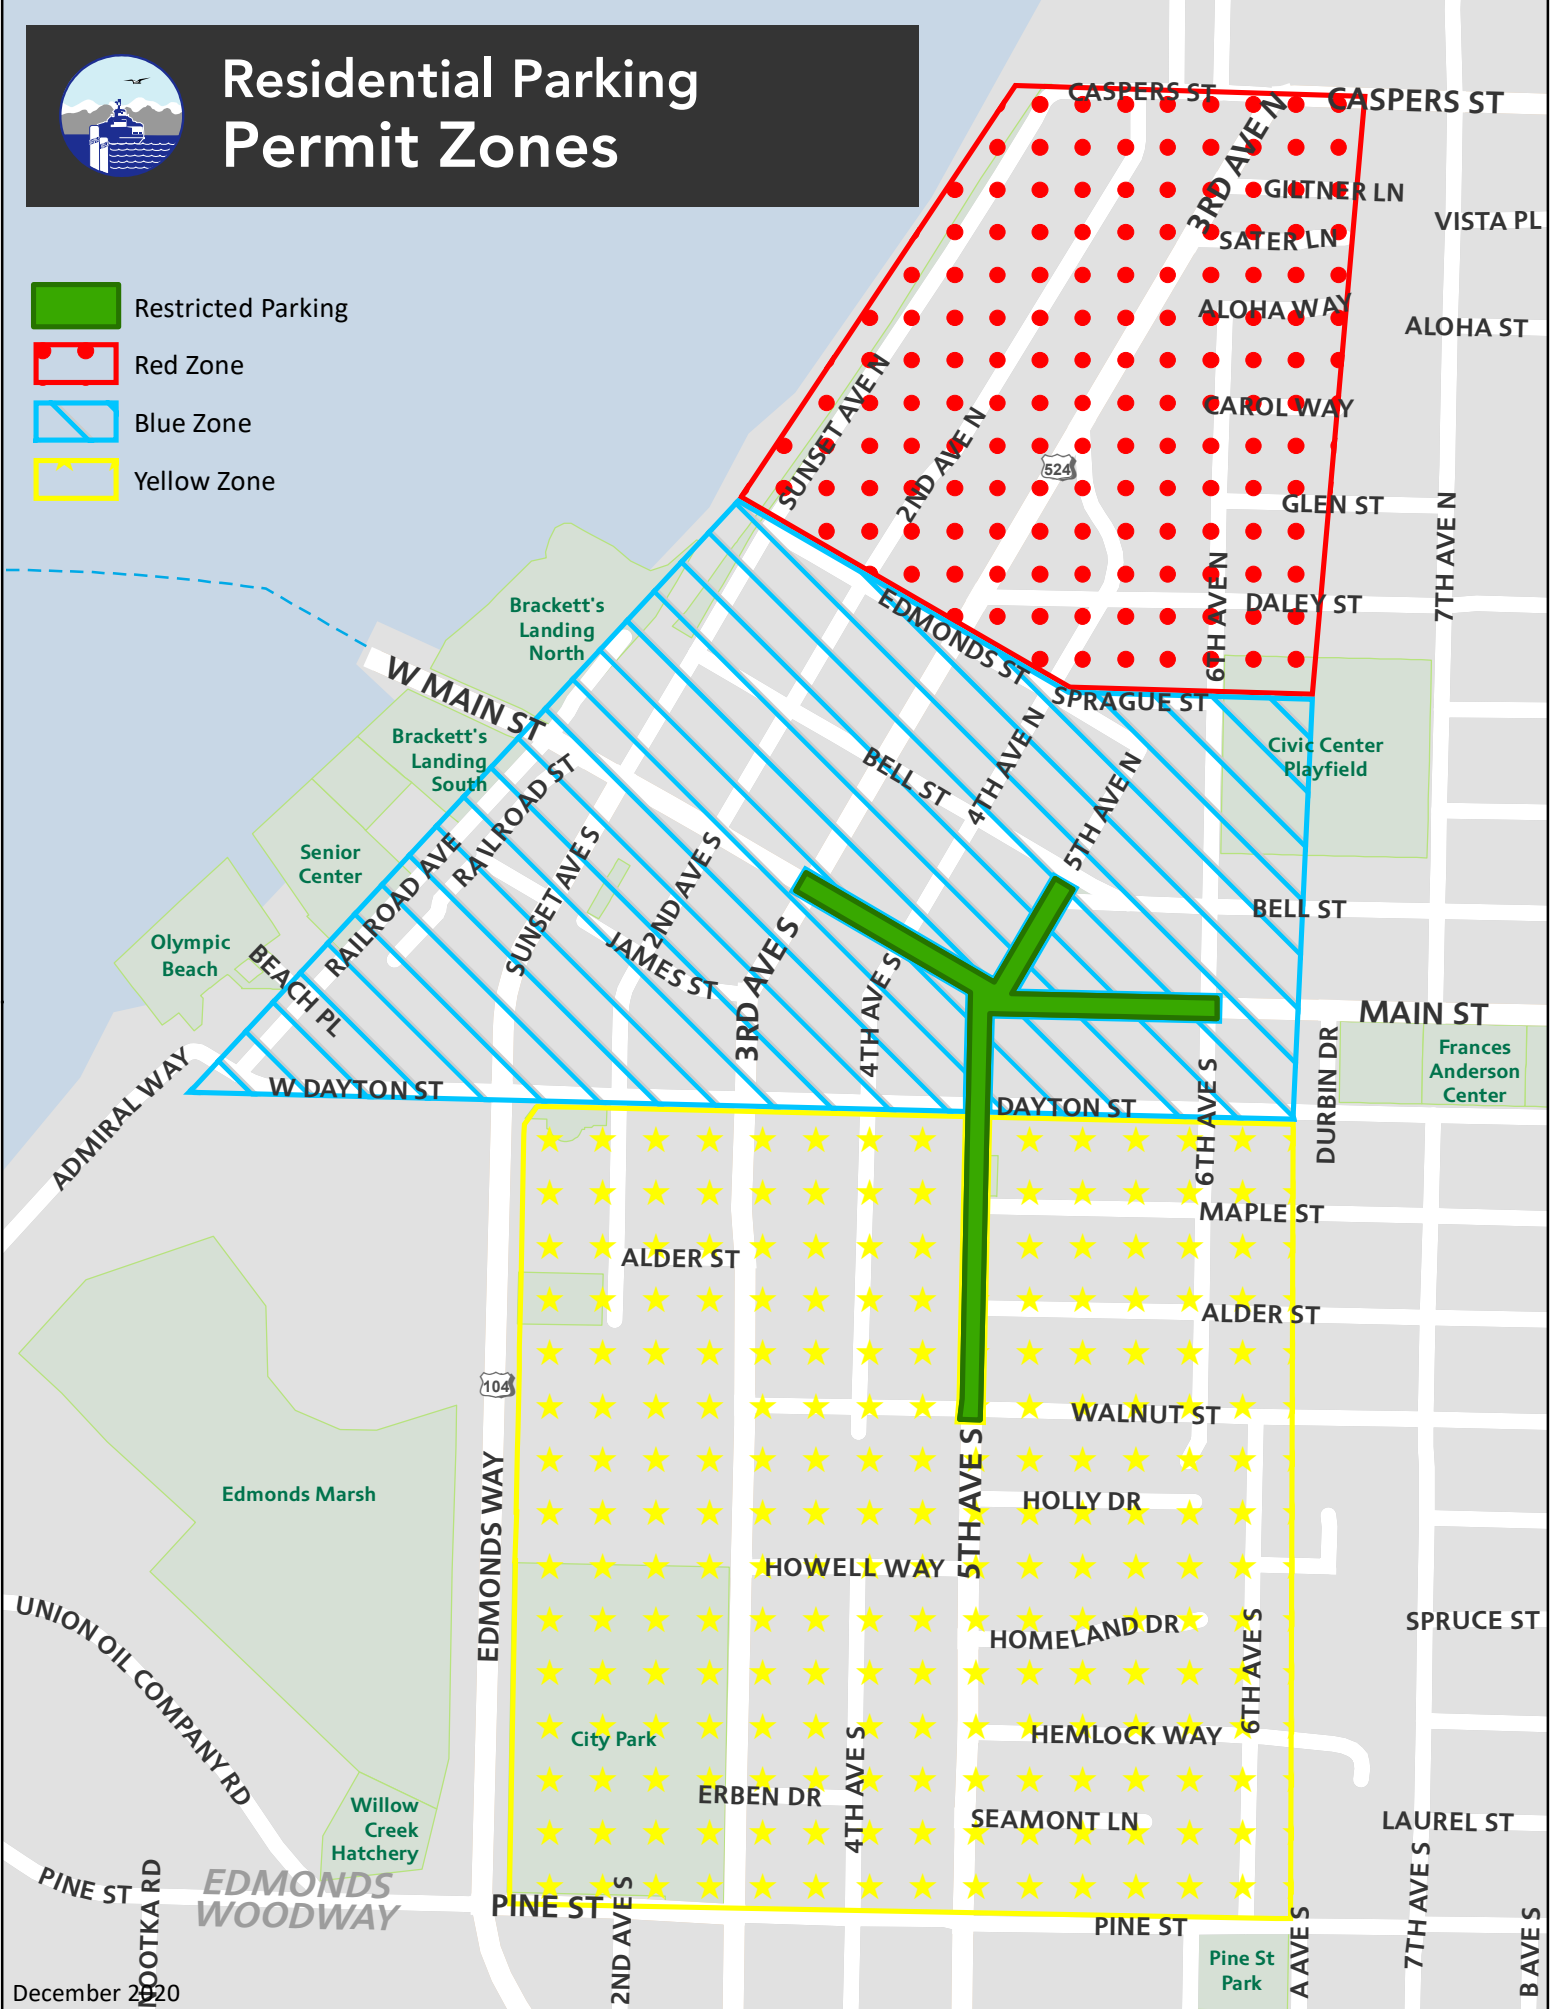 Residential Parking
Permit Zones
Restricted Parking
Red Zone
Blue Zone
Yellow Zone
CASPERS ST
CASPERS ST
3RD AVE N
GILTNER LN
VISTA PL
SATER LN
ALOHA WAY
ALOHA ST
SUNSET AVE N
2ND AVE N
CAROL WAY
524
GLEN ST
7TH AVE N
6TH AVE N
DALEY ST
EDMONDS ST
SPRAGUE ST
Brackett's
Landing
North
W MAIN ST
Brackett's
Landing
South
RAILROAD ST
BELL ST
4TH AVE N
5TH AVE N
Civic Center
Playfield
Senior
Center
RAILROAD AVE
SUNSET AVE S
2ND AVE S
JAMES ST
3RD AVE S
4TH AVE S
BELL ST
Olympic
Beach
BEACH PL
MAIN ST
Frances
Anderson
Center
DURBIN DR
ADMIRAL WAY
W DAYTON ST
DAYTON ST
6TH AVE S
MAPLE ST
ALDER ST
ALDER ST
104
WALNUT ST
5TH AVE S
Edmonds Marsh
EDMONDS WAY
HOLLY DR
HOWELL WAY
HOMELAND DR
6TH AVE S
SPRUCE ST
UNION OIL COMPANY RD
City Park
HEMLOCK WAY
ERBEN DR
4TH AVE S
SEAMONT LN
LAUREL ST
Willow
Creek
Hatchery
PINE ST
NOOTKA RD
EDMONDS
WOODWAY
PINE ST
2ND AVE S
PINE ST
Pine St
Park
A AVE S
7TH AVE S
B AVE S
December 2020